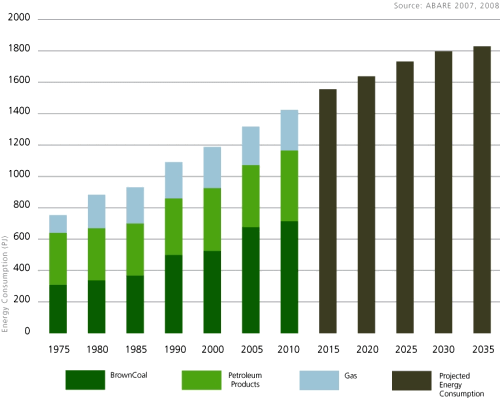 Source: ABARE 2007, 2008
2000
1800
1600
1400
1200
1000
800
600
400
200
0
Energy Consumption (PJ)
1975 1980 1985 1990 2000 2005 2010 2015 2020 2025 2030 2035
BrownCoal
Petroleum
Products
Gas
Projected
Energy
Consumption